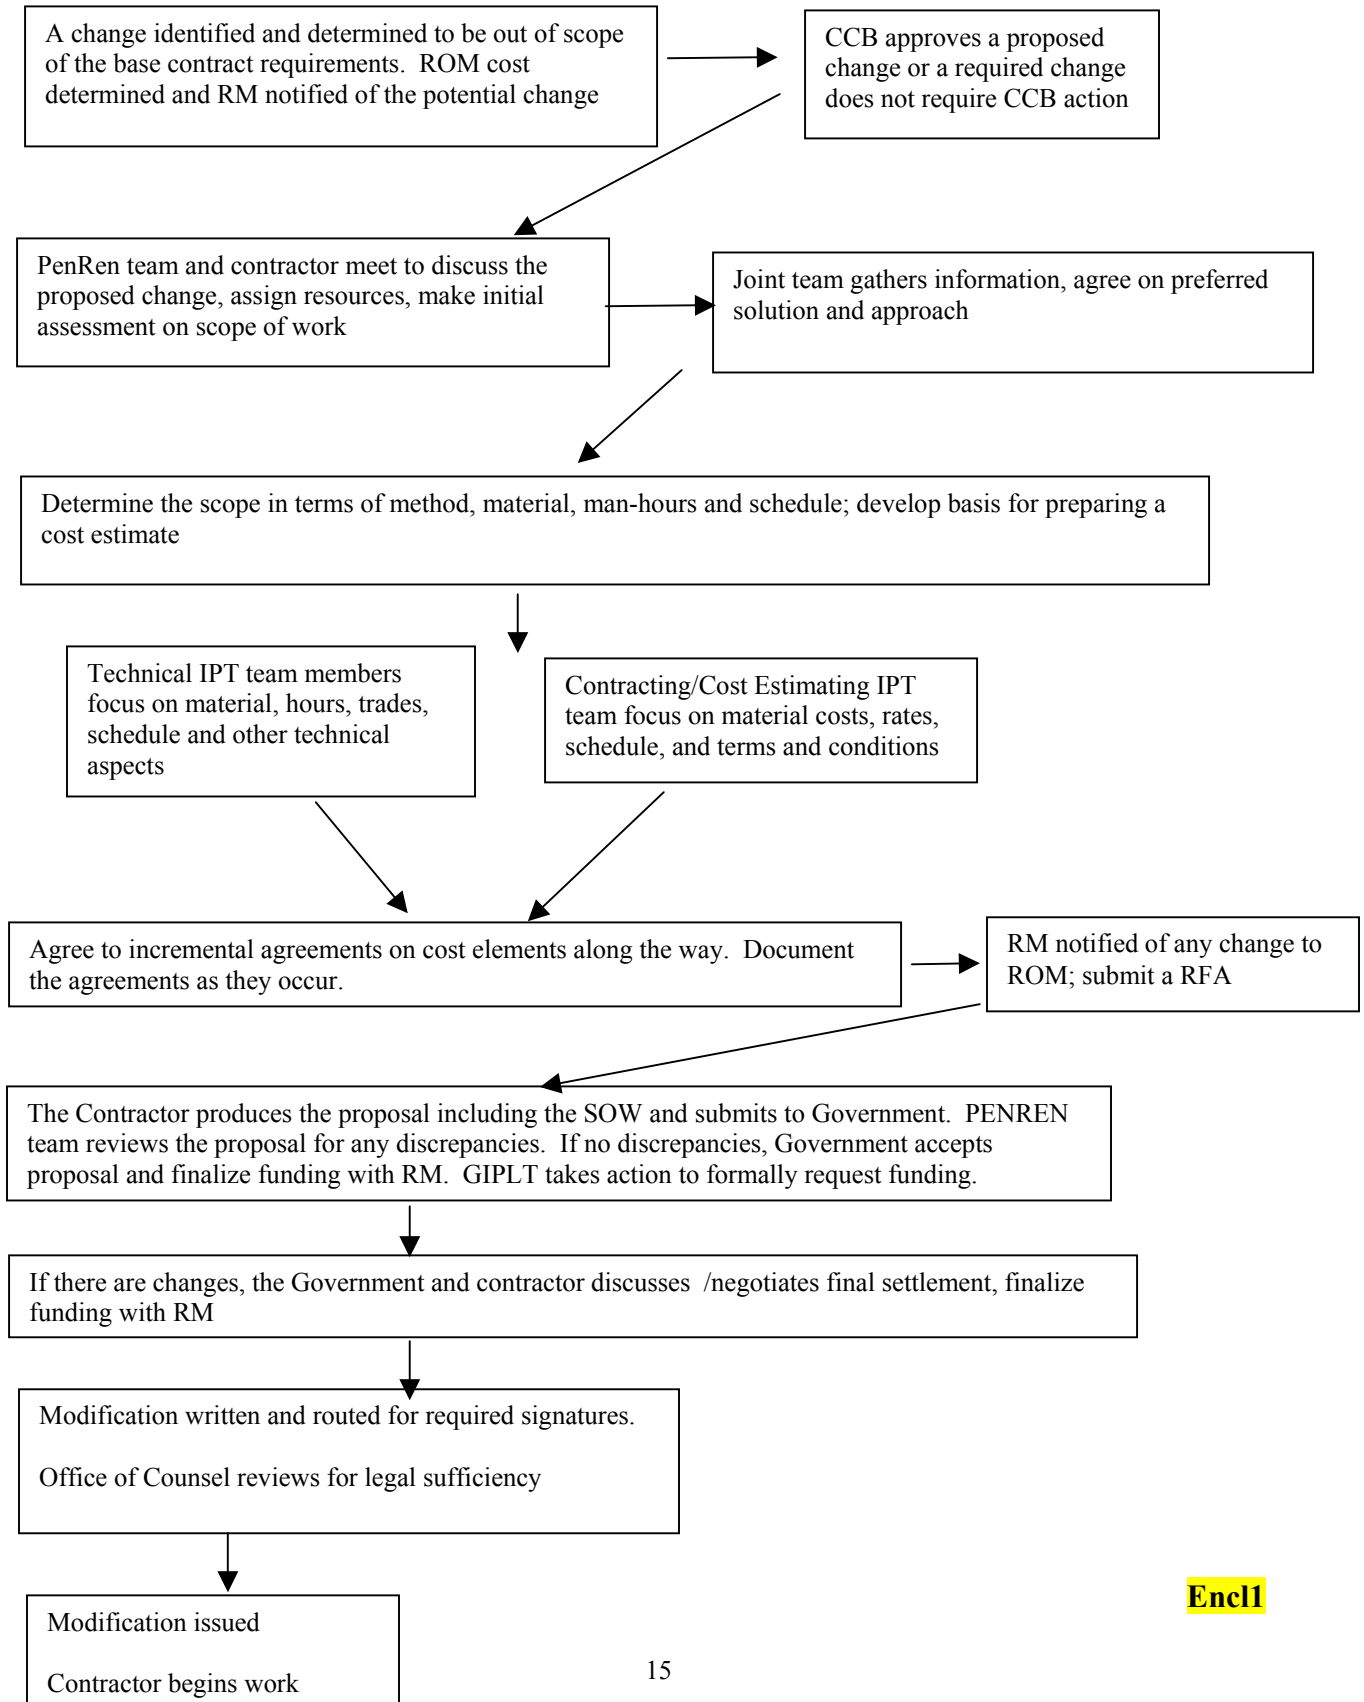 A change identified and determined to be out of scope
of the base contract requirements.  ROM cost
determined and RM notified of the potential change
CCB approves a proposed
change or a required change
does not require CCB action
PenRen team and contractor meet to discuss the
proposed change, assign resources, make initial
assessment on scope of work
Joint team gathers information, agree on preferred
solution and approach
Determine the scope in terms of method, material, man-hours and schedule; develop basis for preparing a
cost estimate
Technical IPT team members
focus on material, hours, trades,
schedule and other technical
aspects
Contracting/Cost Estimating IPT
team focus on material costs, rates,
schedule, and terms and conditions
Agree to incremental agreements on cost elements along the way.  Document
the agreements as they occur.
RM notified of any change to
ROM; submit a RFA
The Contractor produces the proposal including the SOW and submits to Government.  PENREN
team reviews the proposal for any discrepancies.  If no discrepancies, Government accepts
proposal and finalize funding with RM.  GIPLT takes action to formally request funding.
If there are changes, the Government and contractor discusses  /negotiates final settlement, finalize
funding with RM
Modification written and routed for required signatures.
Office of Counsel reviews for legal sufficiency
Modification issued
Contractor begins work
Encl1
15